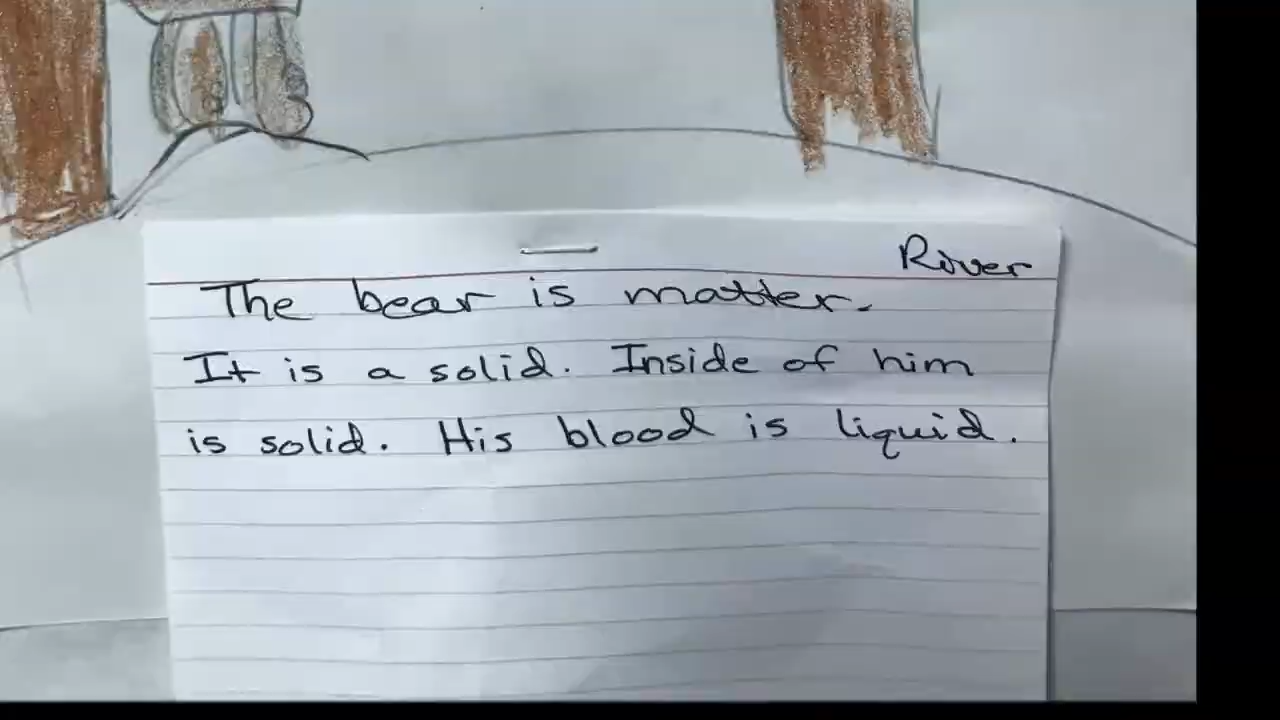 River
The bear is matter.
It is a solid. Inside of him
is solid. His blood is liquid.